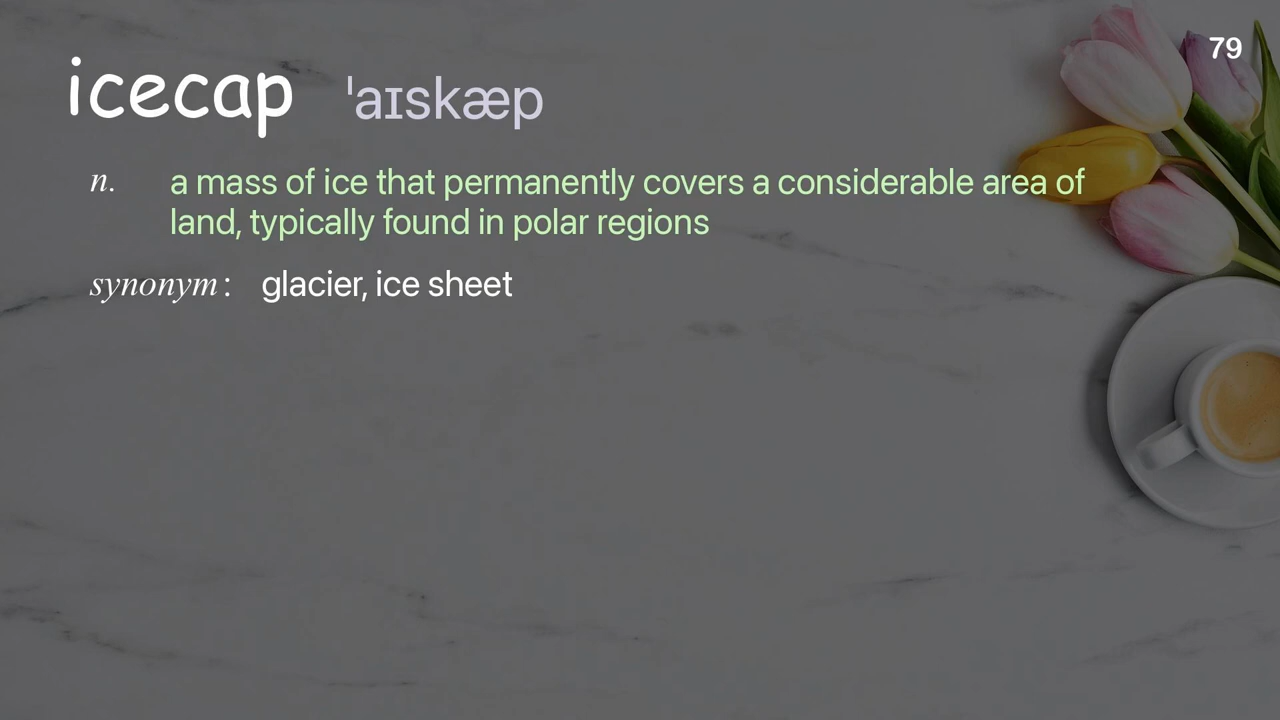 79
icecap ˈaɪskæp
n. a mass of ice that permanently covers a considerable area of
land, typically found in polar regions
synonym : glacier, ice sheet